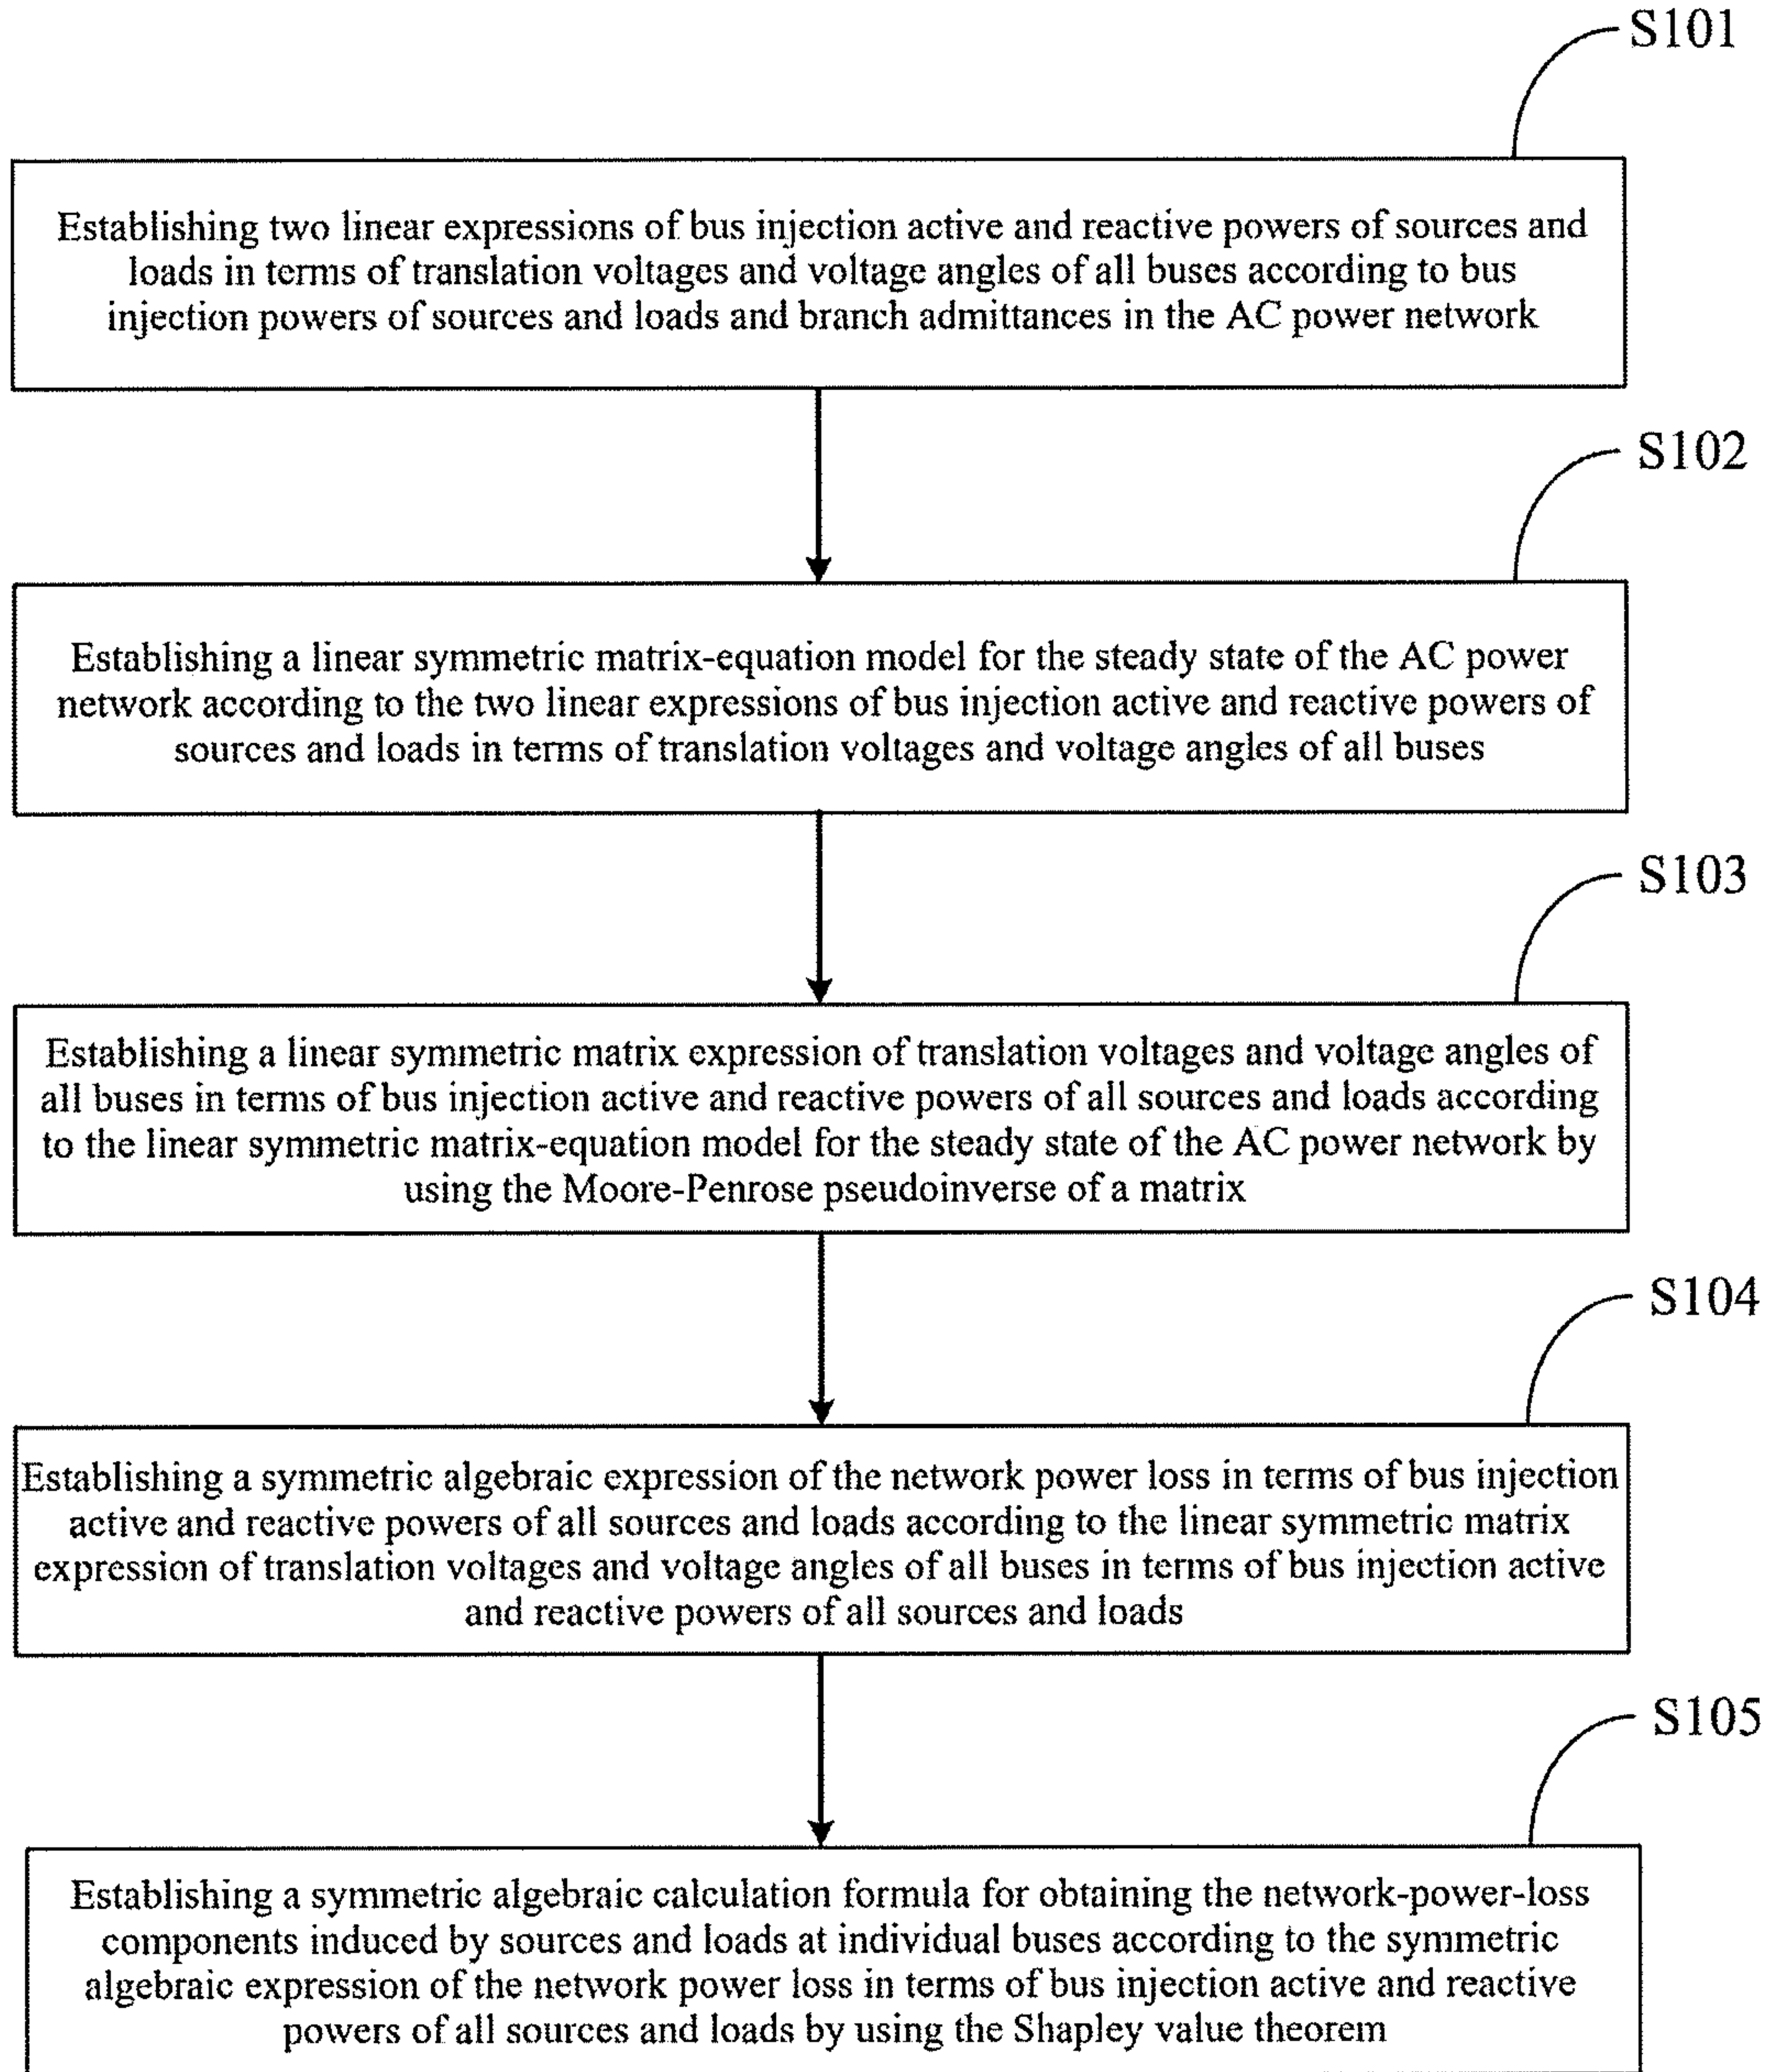 S101
Establishing two linear expressions of bus injection active and reactive powers of sources and
loads in terms of translation voltages and voltage angles of all buses according to bus
injection powers of sources and loads and branch admittances in the AC power network
S102
Establishing a linear symmetric matrix-equation model for the steady state of the AC power
network according to the two linear expressions of bus injection active and reactive powers of
sources and loads in terms of translation voltages and voltage angles of all buses
S103
Establishing a linear symmetric matrix expression of translation voltages and voltage angles of
all buses in terms of bus injection active and reactive powers of all sources and loads according
to the linear symmetric matrix-equation model for the steady state of the AC power network by
using the Moore-Penrose pseudoinverse of a matrix
S104
Establishing a symmetric algebraic expression of the network power loss in terms of bus injection
active and reactive powers of all sources and loads according to the linear symmetric matrix
expression of translation voltages and voltage angles of all buses in terms of bus injection active
and reactive powers of all sources and loads
S105
Establishing a symmetric algebraic calculation formula for obtaining the network-power-loss
components induced by sources and loads at individual buses according to the symmetric
algebraic expression of the network power loss in terms of bus injection active and reactive
powers of all sources and loads by using the Shapley value theorem